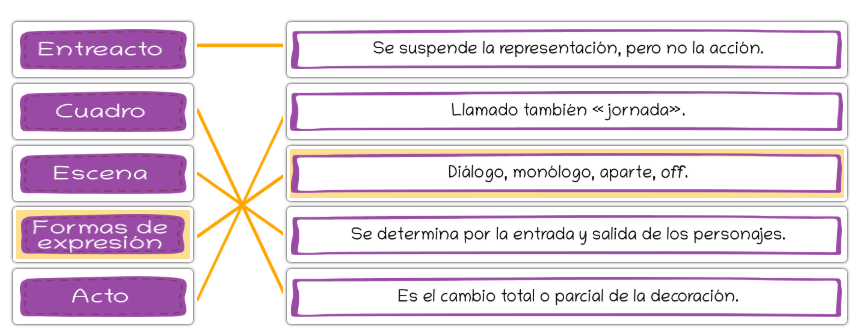 Entreacto
Se suspende la representación, pero no la acción.
Cuadro
Llamado también «jornada».
Escena
Diálogo, monólogo, aparte, off.
Formas de
expresión
Se determina por la entrada y salida de los personajes.
Acto
Es el cambio total o parcial de la decoración.